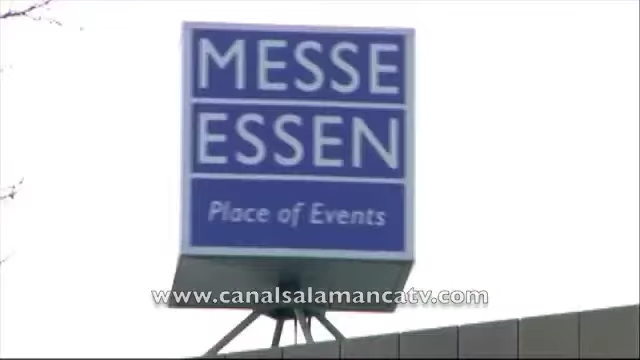 MESSE
ESSEN
Place of Events
www.canalsalamancatv.com